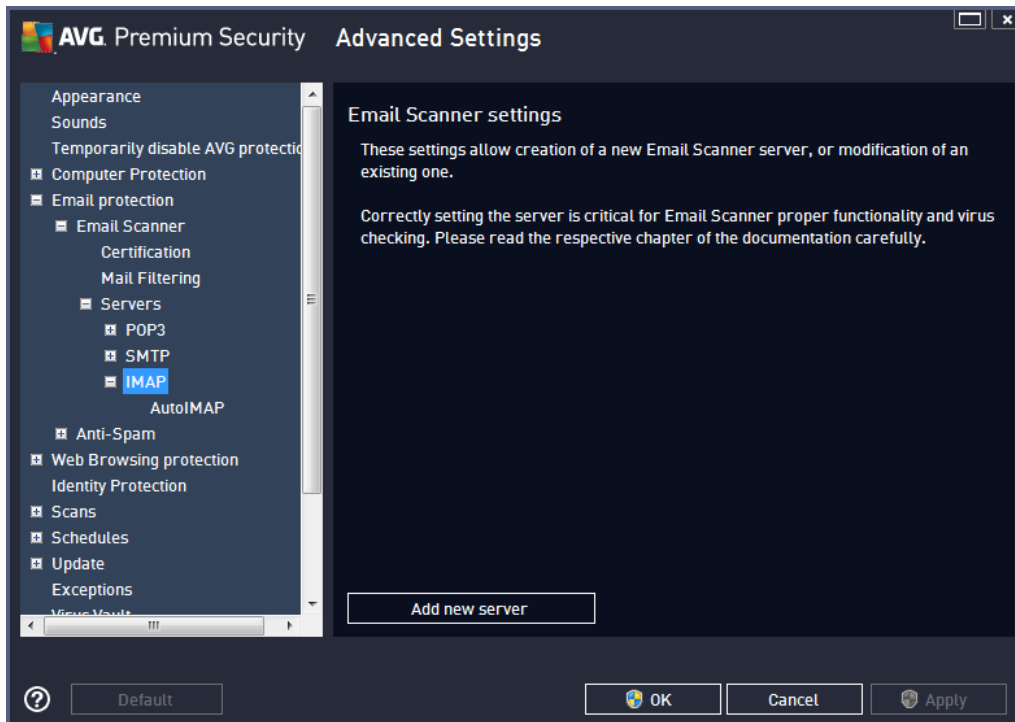 AVG. Premium Security
Advanced Settings
Appearance
Sounds
Temporarily disable AVG protectio
Computer Protection
Email protection
Email Scanner
Certification
Mail Filtering
Servers
POP3
SMTP
IMAP
AutoIMAP
Anti-Spam
Web Browsing protection
Identity Protection
Scans
Schedules
Update
Exceptions
Virus Vault
Email Scanner settings
These settings allow creation of a new Email Scanner server, or modification of an
existing one.
Correctly setting the server is critical for Email Scanner proper functionality and virus
checking. Please read the respective chapter of the documentation carefully.
Add new server
Default
OK
Cancel
Apply